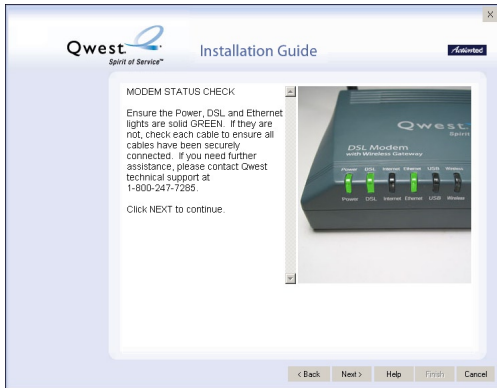 X
Qwest
Spirit of Service™
Installation Guide
Actiontec
MODEM STATUS CHECK
Ensure the Power, DSL and Ethernet
lights are solid GREEN. If they are
not, check each cable to ensure all
cables have been securely
connected. If you need further
assistance, please contact Qwest
technical support at
1-800-247-7285.
Click NEXT to continue.
Qwest
Spirit
DSL Modem
with Wireless Gateway
Power DSL Internet Ethernet USB Wireless
Power DSL Internet Ethernet USB Wireless
< Back Next > Help Finish Cancel